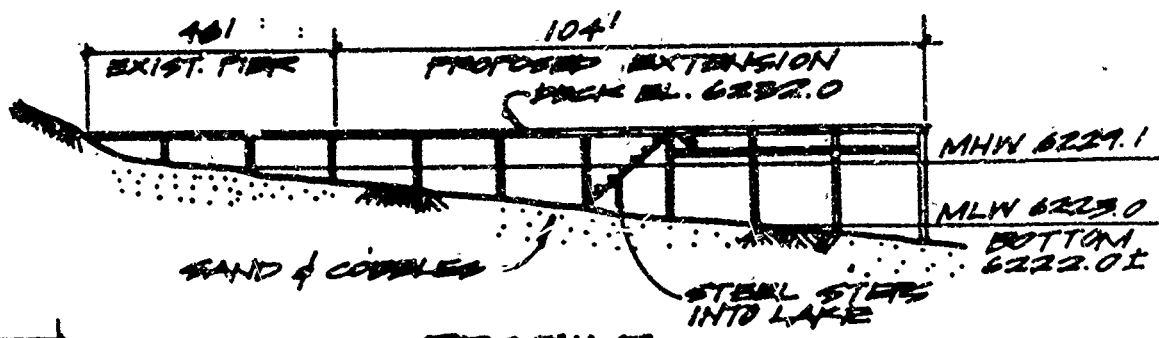 104'
EXIST. PIER
PROPOSED EXTENSION
DECK EL. 6232.0
MHW 6229.1
MLW 6223.0
BOTTOM
6222.0±
SAND & COBBLES
STEEL STEPS
INTO LAKE